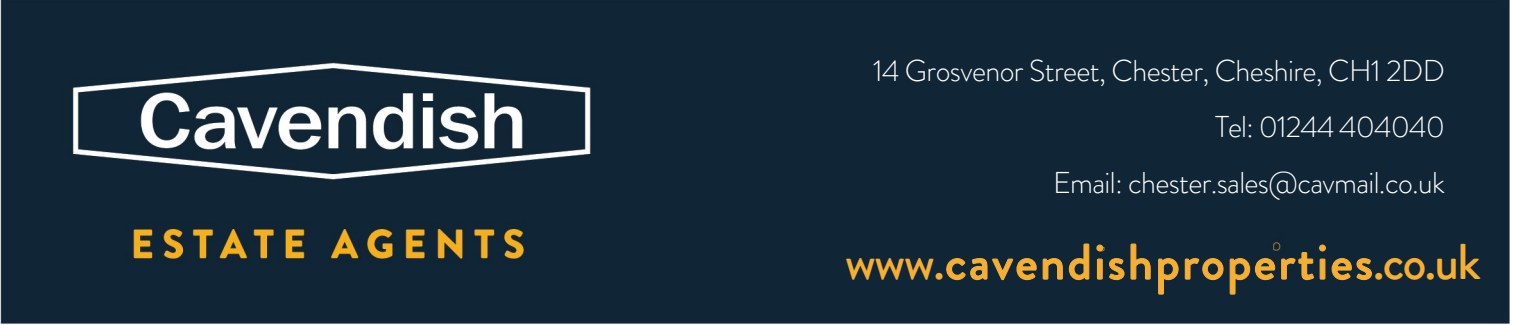 Cavendish
ESTATE AGENTS
14 Grosvenor Street, Chester, Cheshire, CH1 2DD
Tel: 01244 404040
Email: chester.sales@cavmail.co.uk
www.cavendishproperties.co.uk